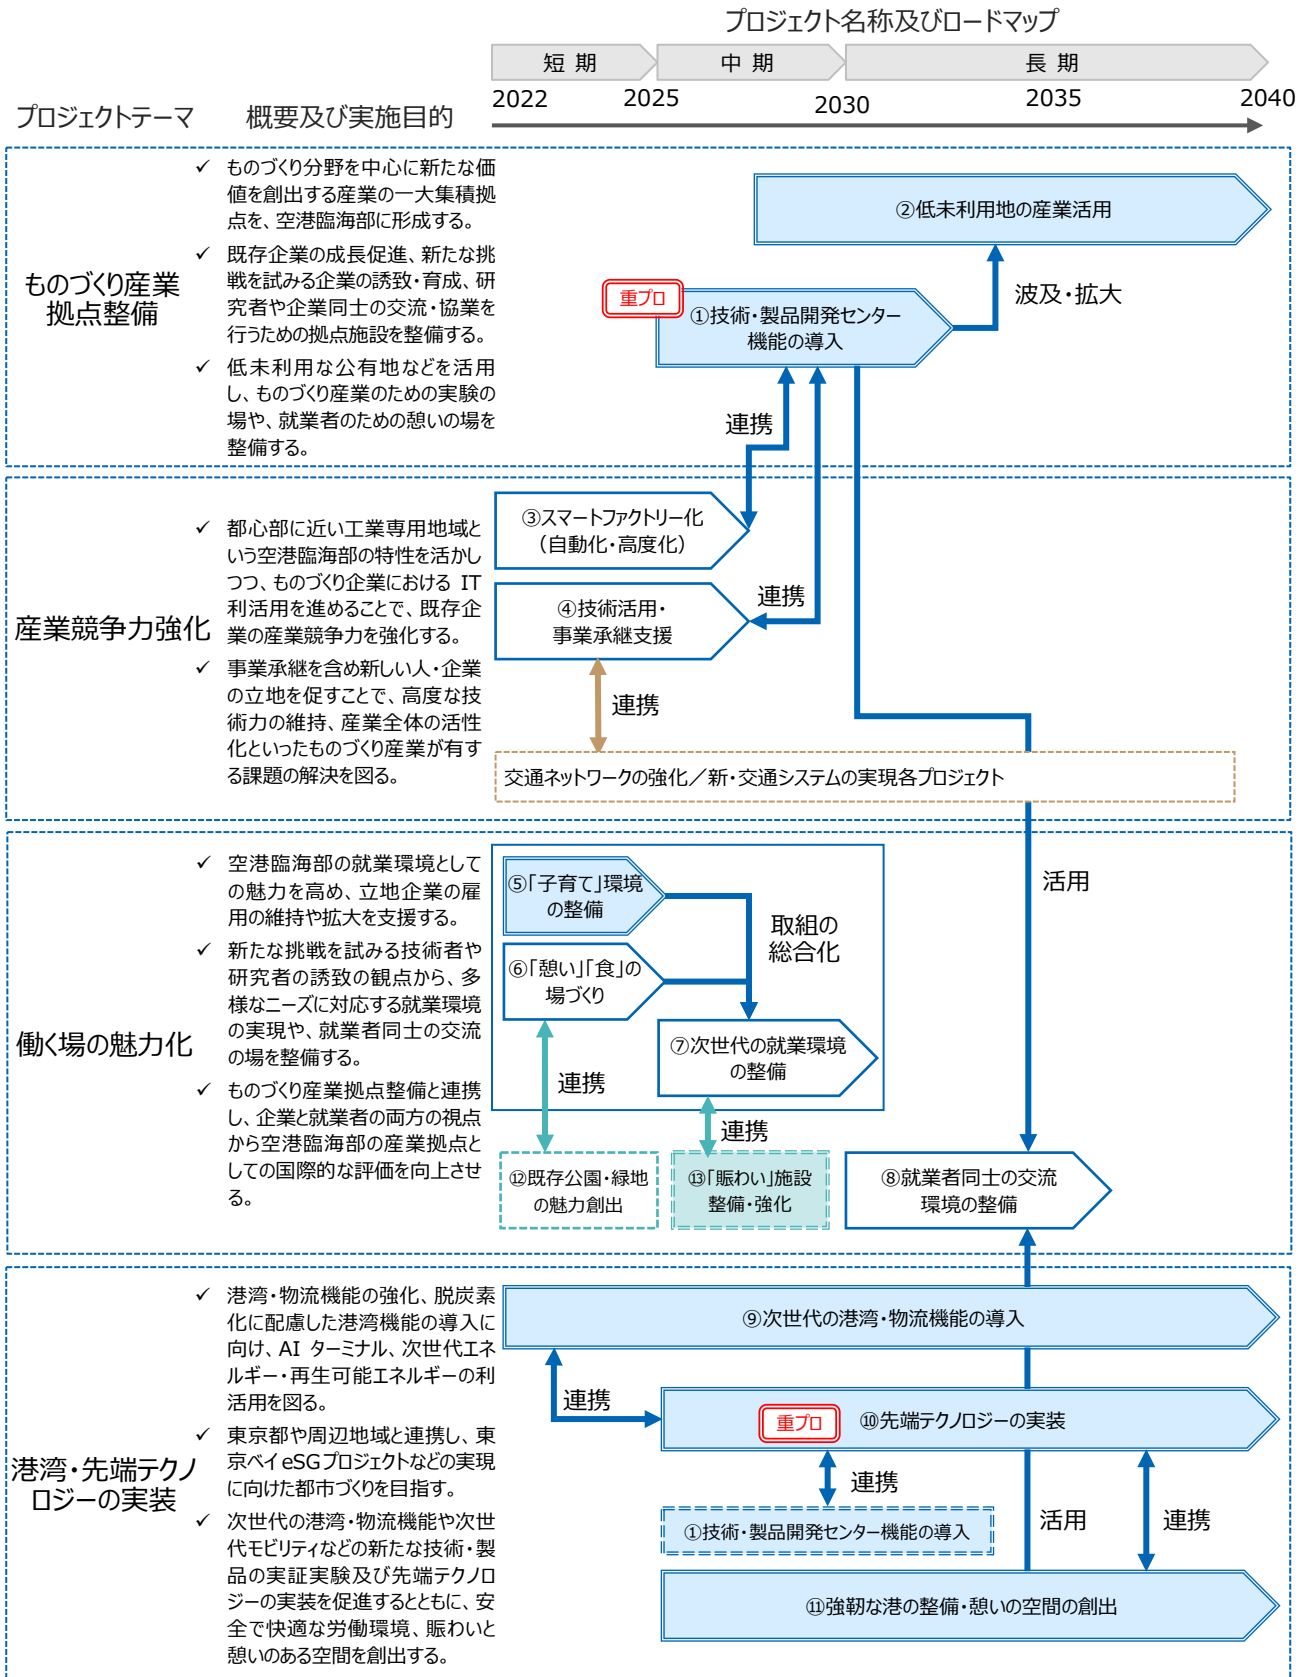 プロジェクト名称及びロードマップ
短 期
中 期
長 期
2022
2025
2030
2035
2040
プロジェクトテーマ
概要及び実施目的
ものづくり産業
拠点整備
✓ ものづくり分野を中心に新たな価
値を創出する産業の一大集積拠
点を、空港臨海部に形成する。
✓ 既存企業の成長促進、新たな挑
戦を試みる企業の誘致・育成、研
究者や企業同士の交流・協業を
行うための拠点施設を整備する。
✓ 低未利用な公有地などを活用
し、ものづくり産業のための実験の
場や、就業者のための憩いの場を
整備する。
②低未利用地の産業活用
波及・拡大
重プロ
①技術・製品開発センター
機能の導入
連携
産業競争力強化
✓ 都心部に近い工業専用地域と
いう空港臨海部の特性を活かし
つつ、ものづくり企業における IT
利活用を進めることで、既存企
業の産業競争力を強化する。
✓ 事業承継を含め新しい人・企業
の立地を促すことで、高度な技
術力の維持、産業全体の活性
化といったものづくり産業が有す
る課題の解決を図る。
③スマートファクトリー化
（自動化・高度化）
④技術活用・
事業承継支援
連携
連携
交通ネットワークの強化／新・交通システムの実現各プロジェクト
働く場の魅力化
✓ 空港臨海部の就業環境として
の魅力を高め、立地企業の雇
用の維持や拡大を支援する。
✓ 新たな挑戦を試みる技術者や
研究者の誘致の観点から、多
様なニーズに対応する就業環境
の実現や、就業者同士の交流
の場を整備する。
✓ ものづくり産業拠点整備と連携
し、企業と就業者の両方の視点
から空港臨海部の産業拠点と
しての国際的な評価を向上させ
る。
⑤「子育て」環境
の整備
⑥「憩い」「食」の
場づくり
取組の
総合化
⑦次世代の就業環境
の整備
活用
連携
連携
⑫既存公園・緑地
の魅力創出
⑬「賑わい」施設
整備・強化
⑧就業者同士の交流
環境の整備
港湾・先端テクノ
ロジーの実装
✓ 港湾・物流機能の強化、脱炭素
化に配慮した港湾機能の導入に
向け、AI ターミナル、次世代エネ
ルギー・再生可能エネルギーの利
活用を図る。
✓ 東京都や周辺地域と連携し、東
京ベイ eSG プロジェクトなどの実現
に向けた都市づくりを目指す。
✓ 次世代の港湾・物流機能や次世
代モビリティなどの新たな技術・製
品の実証実験及び先端テクノロ
ジーの実装を促進するとともに、安
全で快適な労働環境、賑わいと
憩いのある空間を創出する。
⑨次世代の港湾・物流機能の導入
連携
重プロ
⑩先端テクノロジーの実装
連携
①技術・製品開発センター機能の導入
活用
連携
⑪強靭な港の整備・憩いの空間の創出